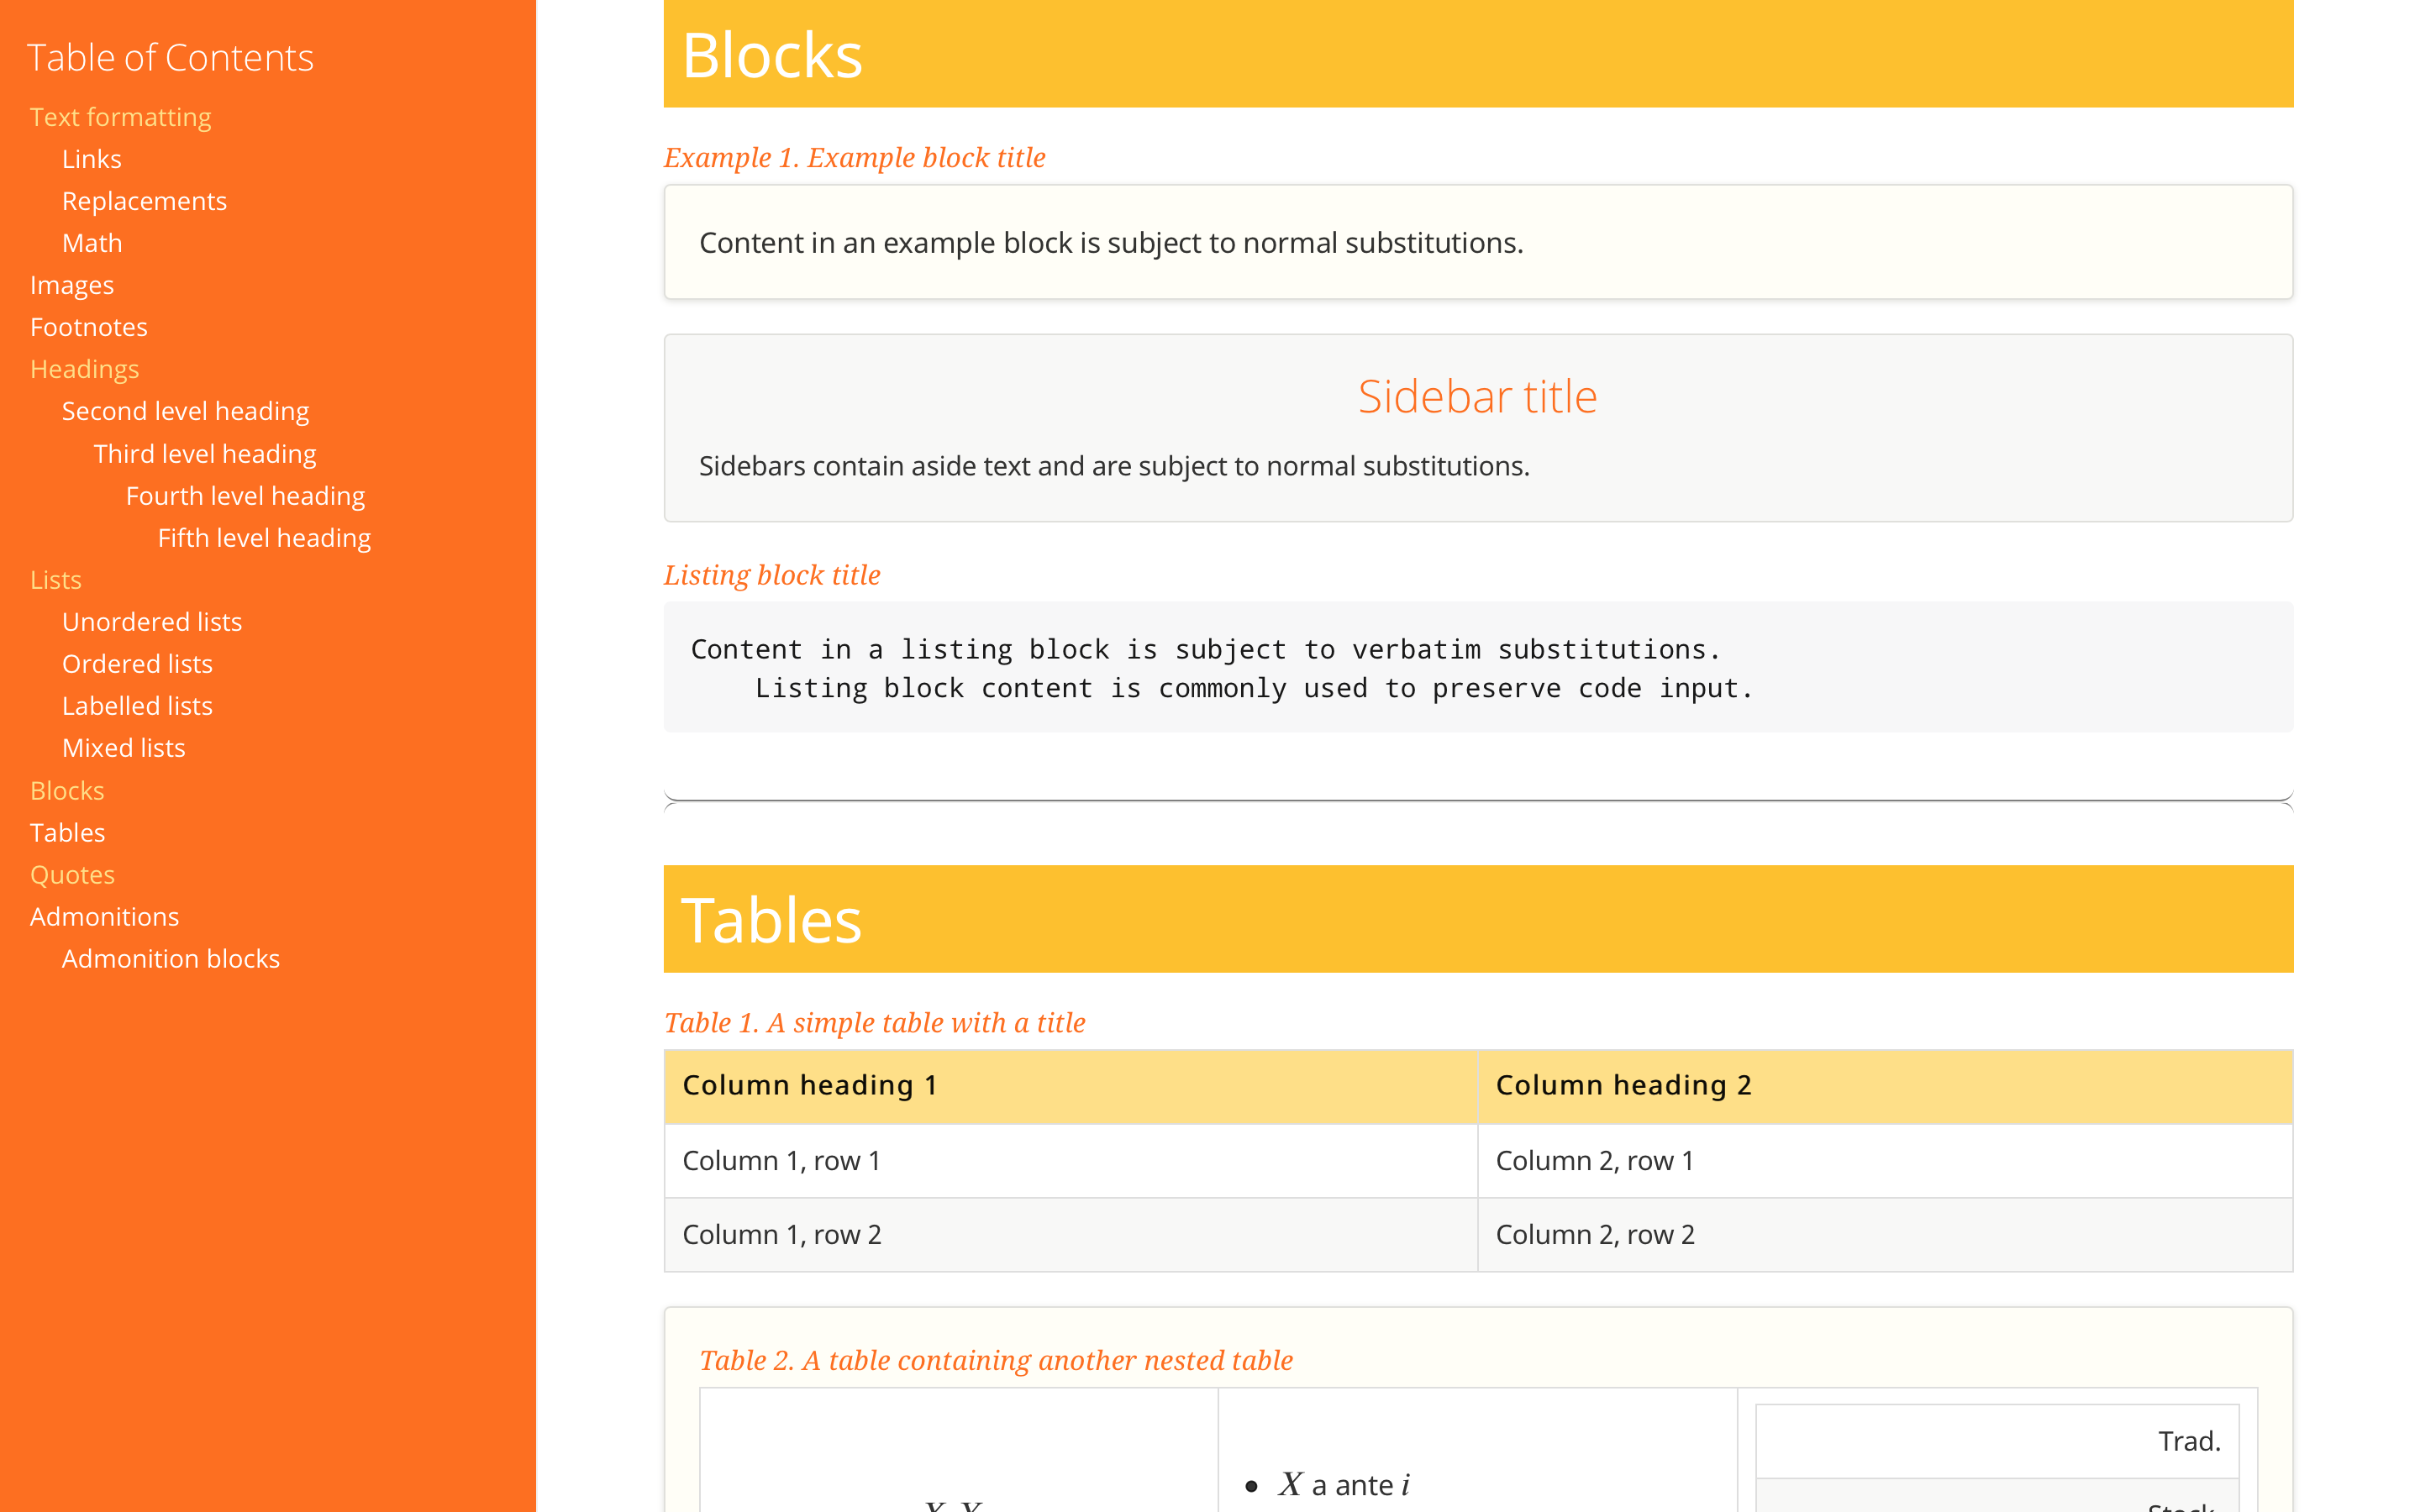 Table of Contents
Text formatting
Links
Replacements
Math
Images
Footnotes
Headings
Second level heading
Third level heading
Fourth level heading
Fifth level heading
Lists
Unordered lists
Ordered lists
Labelled lists
Mixed lists
Blocks
Tables
Quotes
Admonitions
Admonition blocks
Blocks
Example 1. Example block title
Content in an example block is subject to normal substitutions.
Sidebar title
Sidebars contain aside text and are subject to normal substitutions.
Listing block title
Content in a listing block is subject to verbatim substitutions.
    Listing block content is commonly used to preserve code input.
Tables
Table 1. A simple table with a title
Column heading 1 Column heading 2
Column 1, row 1 Column 2, row 1
Column 1, row 2 Column 2, row 2
Table 2. A table containing another nested table
Trad.
• X a ante i